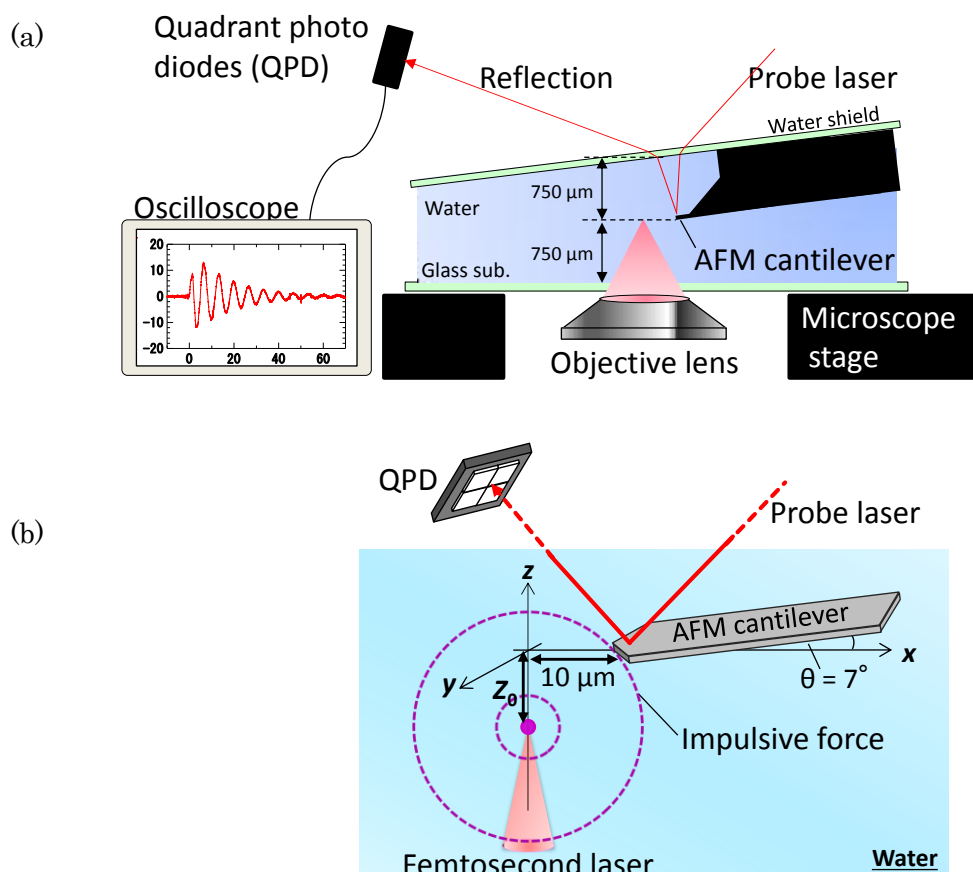 (a)
Quadrant photo
diodes (QPD)
Reflection
Probe laser
Water shield
750 µm
Oscilloscope
Water
AFM cantilever
750 µm
Glass sub.
20
10
0
-10
-20
0 20 40 60
Objective lens
Microscope
stage
(b)
QPD
Probe laser
z
AFM cantilever
x
10 µm
θ = 7°
y
Z0
Impulsive force
Femtosecond laser
Water